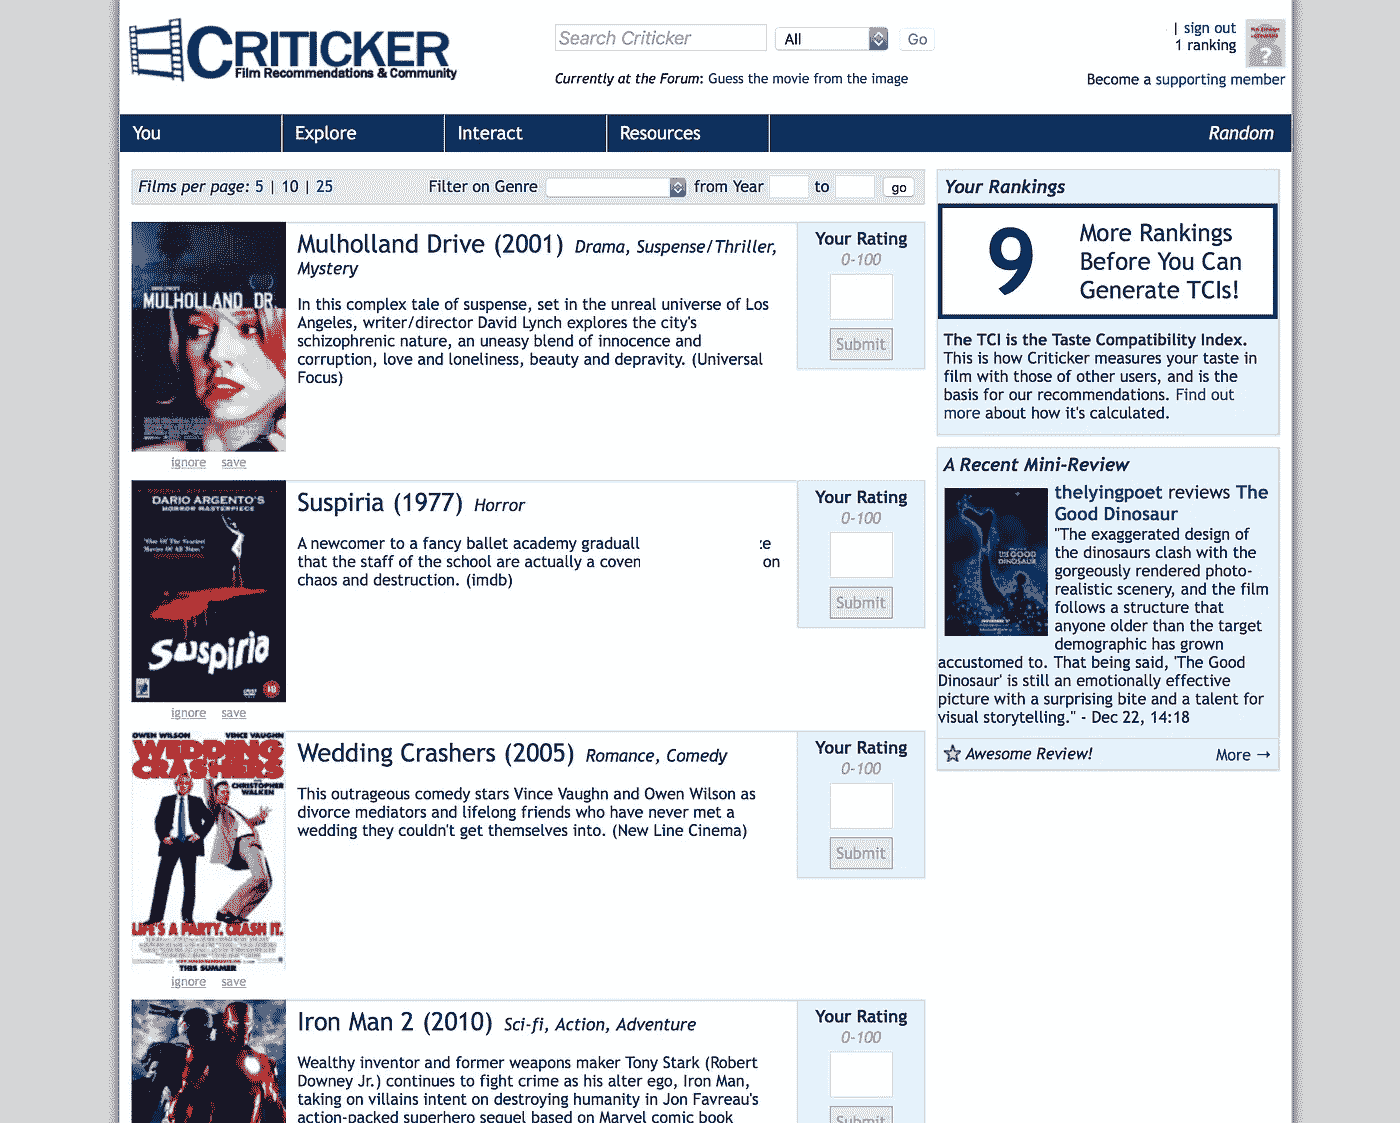 CRITICKER
Film Recommendations & Community
Search Criticker
All
Go
Currently at the Forum: Guess the movie from the image
| sign out
1 ranking
Become a supporting member
You
Explore
Interact
Resources
Random
Films per page: 5 | 10 | 25
Filter on Genre
from Year
to
go
MULHOLLAND DR.
Mulholland Drive (2001) Drama, Suspense/Thriller,
Mystery
In this complex tale of suspense, set in the unreal universe of Los
Angeles, writer/director David Lynch explores the city's
schizophrenic nature, an uneasy blend of innocence and
corruption, love and loneliness, beauty and depravity. (Universal
Focus)
Your Rating
0-100
Submit
ignore save
DARIO ARGENTO'S
HORROR MASTERPIECE
"One Of The Scariest
Movies Of All Time."
Suspiria
18
Suspiria (1977) Horror
A newcomer to a fancy ballet academy graduall
that the staff of the school are actually a coven on
chaos and destruction. (imdb)
Your Rating
0-100
Submit
ignore save
OWEN WILSON VINCE VAUGHN
WEDDING
CRASHERS
CHRISTOPHER
WALKEN
LIFE'S A PARTY. CRASH IT.
THIS SUMMER
Wedding Crashers (2005) Romance, Comedy
This outrageous comedy stars Vince Vaughn and Owen Wilson as
divorce mediators and lifelong friends who have never met a
wedding they couldn't get themselves into. (New Line Cinema)
Your Rating
0-100
Submit
ignore save
Iron Man 2 (2010) Sci-fi, Action, Adventure
Wealthy inventor and former weapons maker Tony Stark (Robert
Downey Jr.) continues to fight crime as his alter ego, Iron Man,
taking on villains intent on destroying humanity in Jon Favreau's
action-packed superhero sequel based on Marvel comic book
Your Rating
0-100
Submit
Your Rankings
9
More Rankings
Before You Can
Generate TCIs!
The TCI is the Taste Compatibility Index.
This is how Criticker measures your taste in
film with those of other users, and is the
basis for our recommendations. Find out
more about how it's calculated.
A Recent Mini-Review
THE GOOD
DINOSAUR
thelyingpoet reviews The
Good Dinosaur
"The exaggerated design of
the dinosaurs clash with the
gorgeously rendered photo-
realistic scenery, and the film
follows a structure that
anyone older than the target
demographic has grown
accustomed to. That being said, 'The Good
Dinosaur' is still an emotionally effective
picture with a surprising bite and a talent for
visual storytelling." - Dec 22, 14:18
Awesome Review!
More →